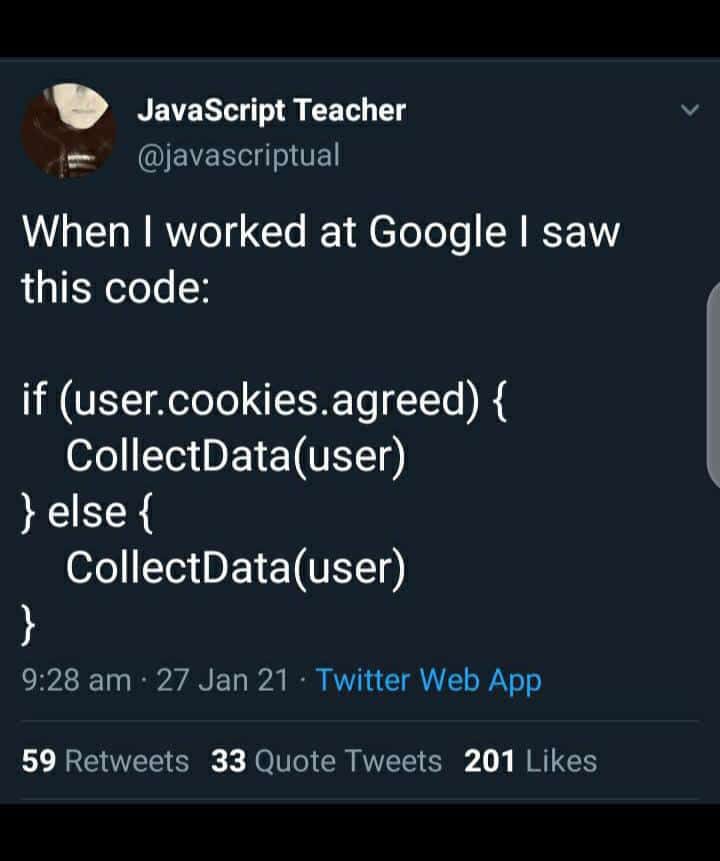 JavaScript Teacher
@javascriptual
When I worked at Google I saw
this code:
if (user.cookies.agreed) {
    CollectData(user)
} else {
    CollectData(user)
}
9:28 am · 27 Jan 21 · Twitter Web App
59 Retweets 33 Quote Tweets 201 Likes